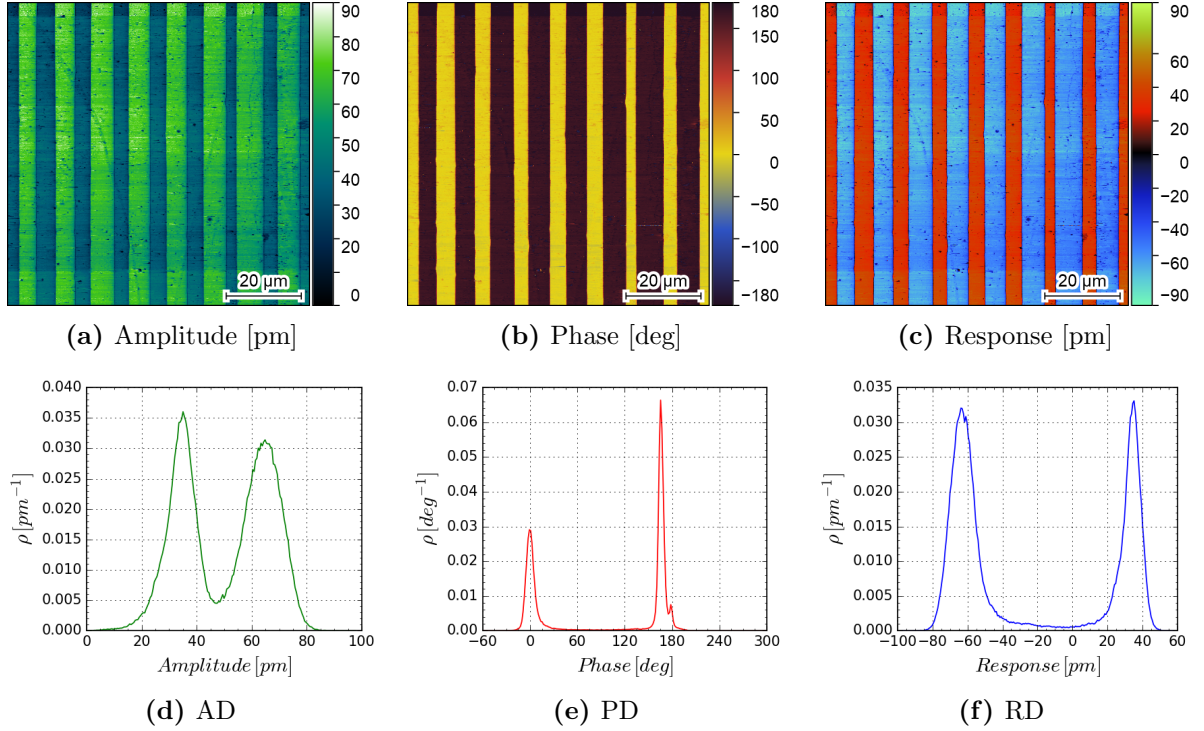 90
80
70
60
50
40
30
20
10
0
20 µm
180
150
100
50
0
−50
−100
−180
20 µm
90
80
60
40
20
0
−20
−40
−60
−90
20 µm
(a) Amplitude [pm]
(b) Phase [deg]
(c) Response [pm]
0.040
0.035
0.030
0.025
0.020
0.015
0.010
0.005
0.000
ρ [pm⁻¹]
0 20 40 60 80 100
Amplitude [pm]
0.07
0.06
0.05
0.04
0.03
0.02
0.01
0.00
ρ [deg⁻¹]
−60 0 60 120 180 240 300
Phase [deg]
0.035
0.030
0.025
0.020
0.015
0.010
0.005
0.000
ρ [pm⁻¹]
−100 −80 −60 −40 −20 0 20 40 60
Response [pm]
(d) AD
(e) PD
(f) RD